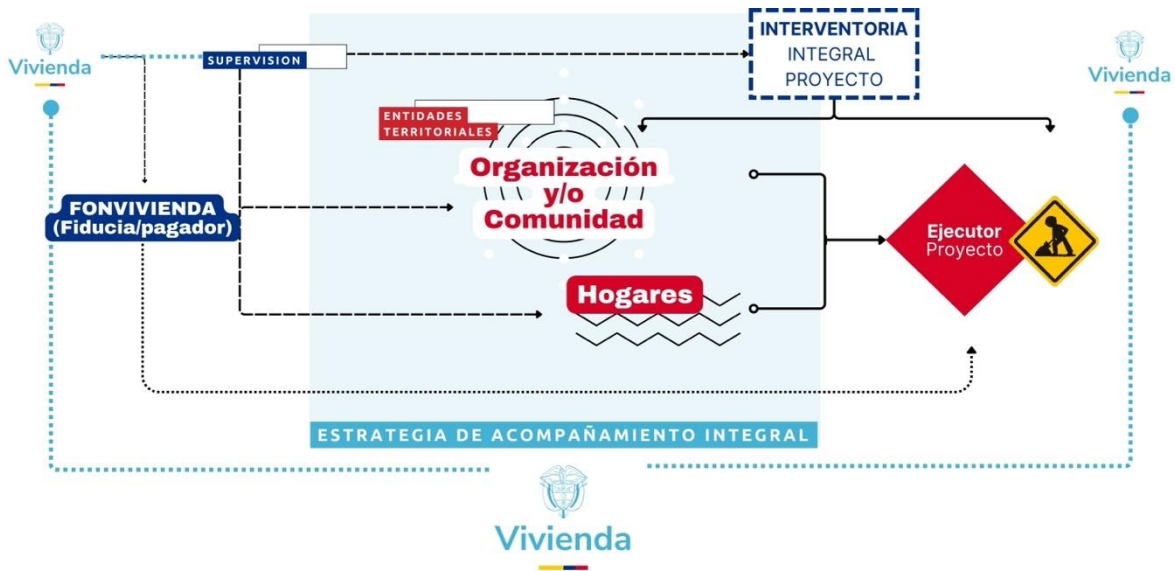 Vivienda
SUPERVISION
INTERVENTORIA
INTEGRAL
PROYECTO
Vivienda
ENTIDADES
TERRITORIALES
Organización
y/o
Comunidad
FONVIVIENDA
(Fiducia/pagador)
Ejecutor
Proyecto
Hogares
ESTRATEGIA DE ACOMPAÑAMIENTO INTEGRAL
Vivienda